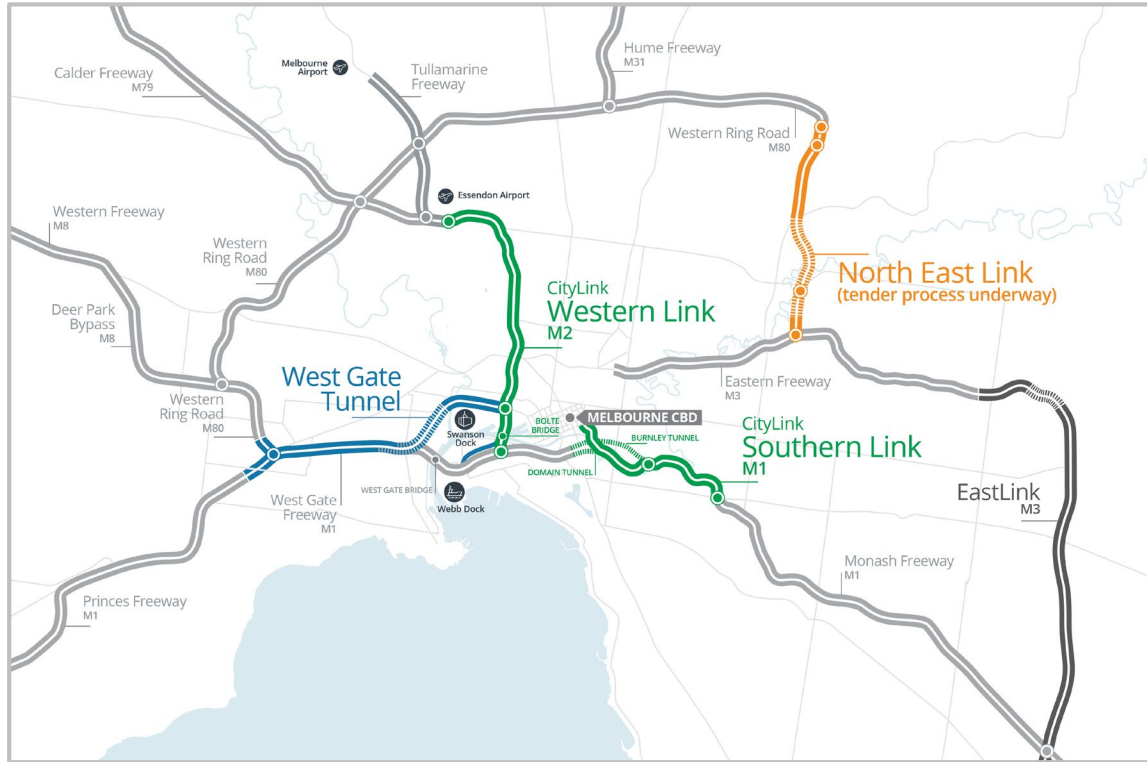 Hume Freeway
M31
Melbourne
Airport
Tullamarine
Freeway
Calder Freeway
M79
Western Ring Road
M80
Essendon Airport
Western Freeway
M8
Western
Ring Road
M80
North East Link
(tender process underway)
CityLink
Western Link
M2
Deer Park
Bypass
M8
West Gate
Tunnel
Eastern Freeway
M3
Western
Ring Road
M80
Swanson
Dock
BOLTE
BRIDGE
MELBOURNE CBD
BURNLEY TUNNEL
CityLink
Southern Link
M1
DOMAIN TUNNEL
WEST GATE BRIDGE
West Gate
Freeway
M1
Webb Dock
EastLink
M3
Monash Freeway
M1
Princes Freeway
M1